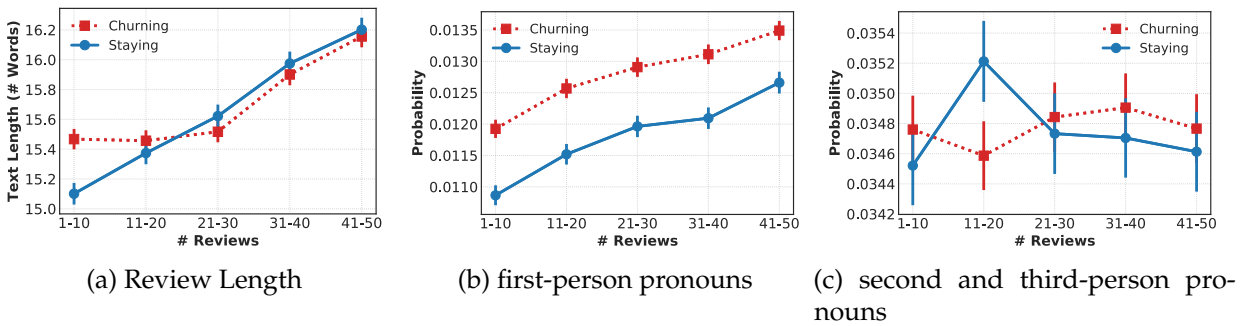 Text Length (# Words)
16.2
16.0
15.8
15.6
15.4
15.2
15.0
Churning
Staying
1-10 11-20 21-30 31-40 41-50
# Reviews
(a) Review Length
Probability
0.0135
0.0130
0.0125
0.0120
0.0115
0.0110
Churning
Staying
1-10 11-20 21-30 31-40 41-50
# Reviews
(b) first-person pronouns
Probability
0.0354
0.0352
0.0350
0.0348
0.0346
0.0344
0.0342
Churning
Staying
1-10 11-20 21-30 31-40 41-50
# Reviews
(c) second and third-person pro-
nouns